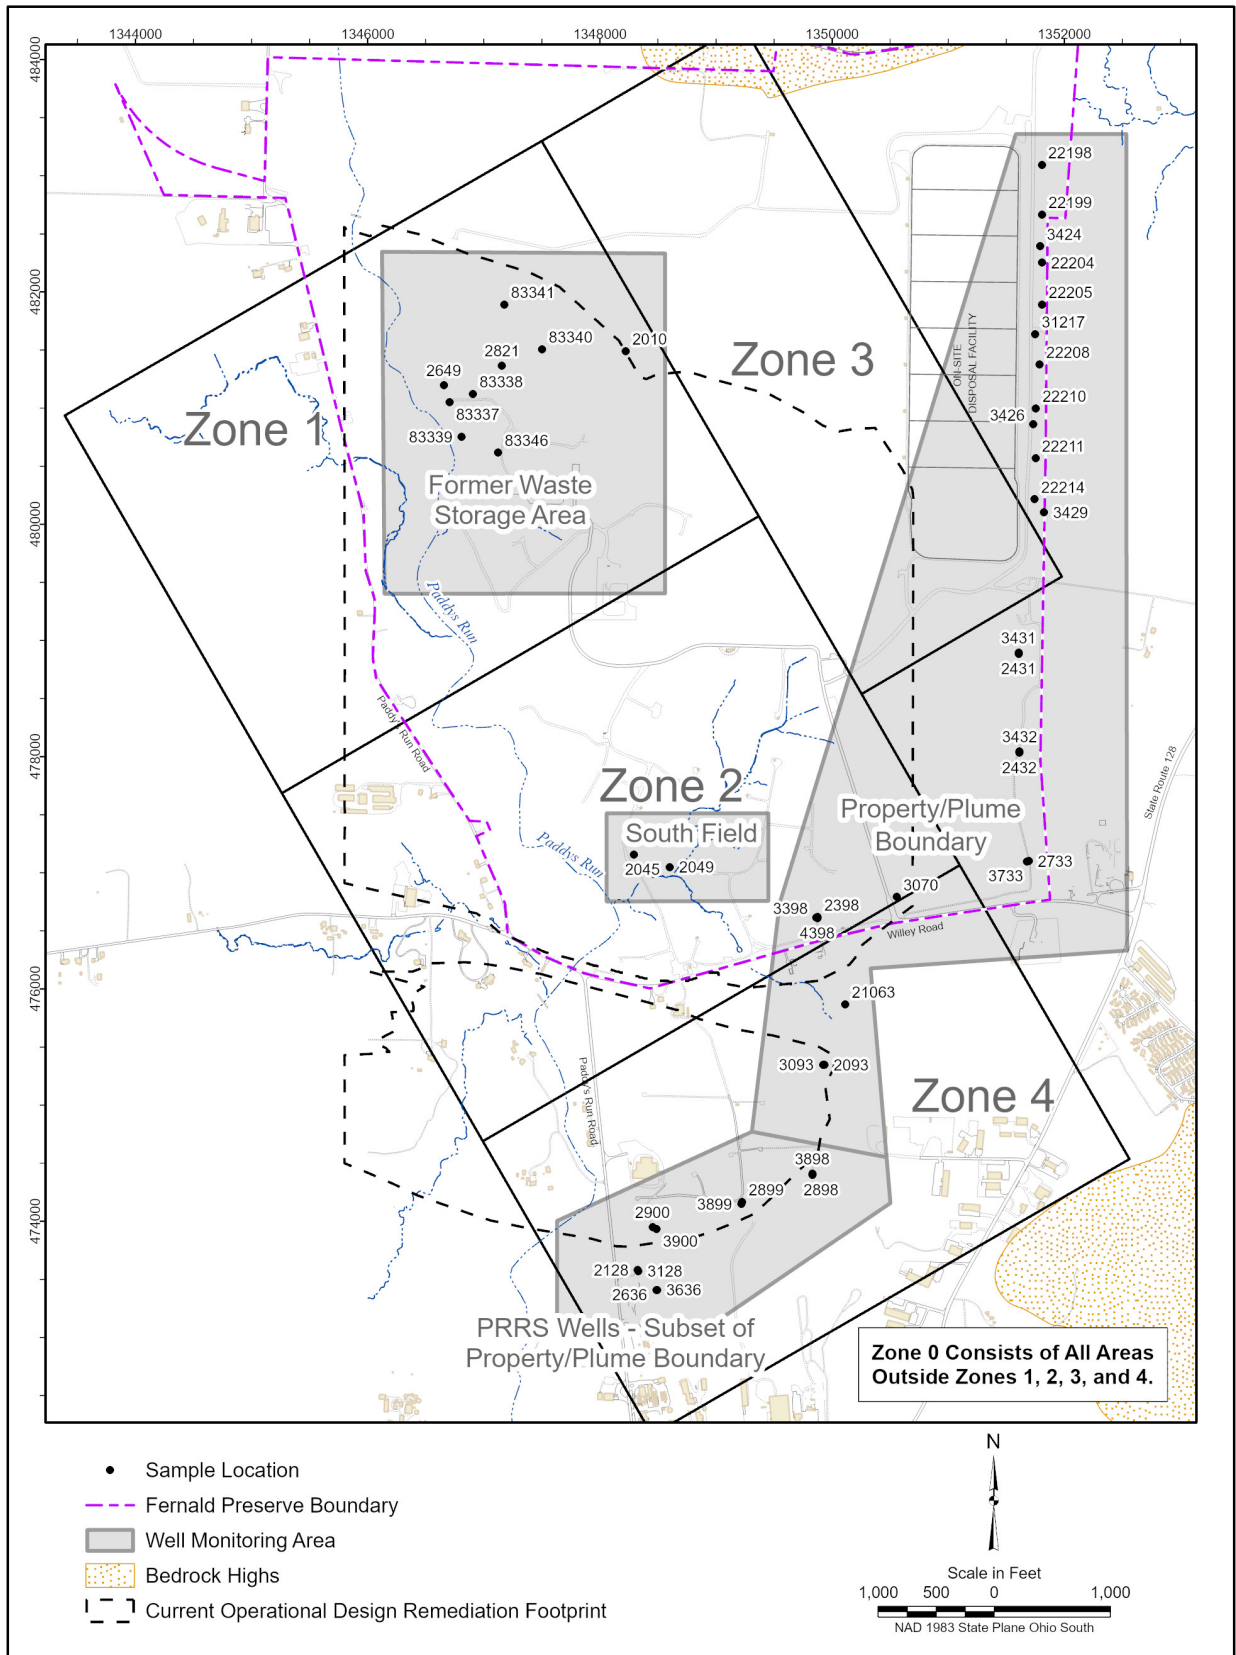 1344000
1346000
1348000
1350000
1352000
484000
482000
480000
478000
476000
474000
22198
22199
3424
22204
22205
31217
22208
22210
3426
22211
22214
3429
83341
83340
2010
2821
2649
83338
83337
83339
83346
Zone 1
Zone 3
ON-SITE
DISPOSAL FACILITY
Former Waste
Storage Area
Paddys Run
Paddy's Run Road
3431
2431
3432
2432
State Route 128
Zone 2
South Field
2045
2049
Paddys Run
Property/Plume
Boundary
2733
3733
3070
3398
2398
4398
Willey Road
21063
3093
2093
Zone 4
Paddy's Run Road
3898
2898
2899
3899
2900
3900
2128
3128
2636
3636
PRRS Wells - Subset of
Property/Plume Boundary
Zone 0 Consists of All Areas
Outside Zones 1, 2, 3, and 4.
Sample Location
Fernald Preserve Boundary
Well Monitoring Area
Bedrock Highs
Current Operational Design Remediation Footprint
N
Scale in Feet
1,000
500
0
1,000
NAD 1983 State Plane Ohio South